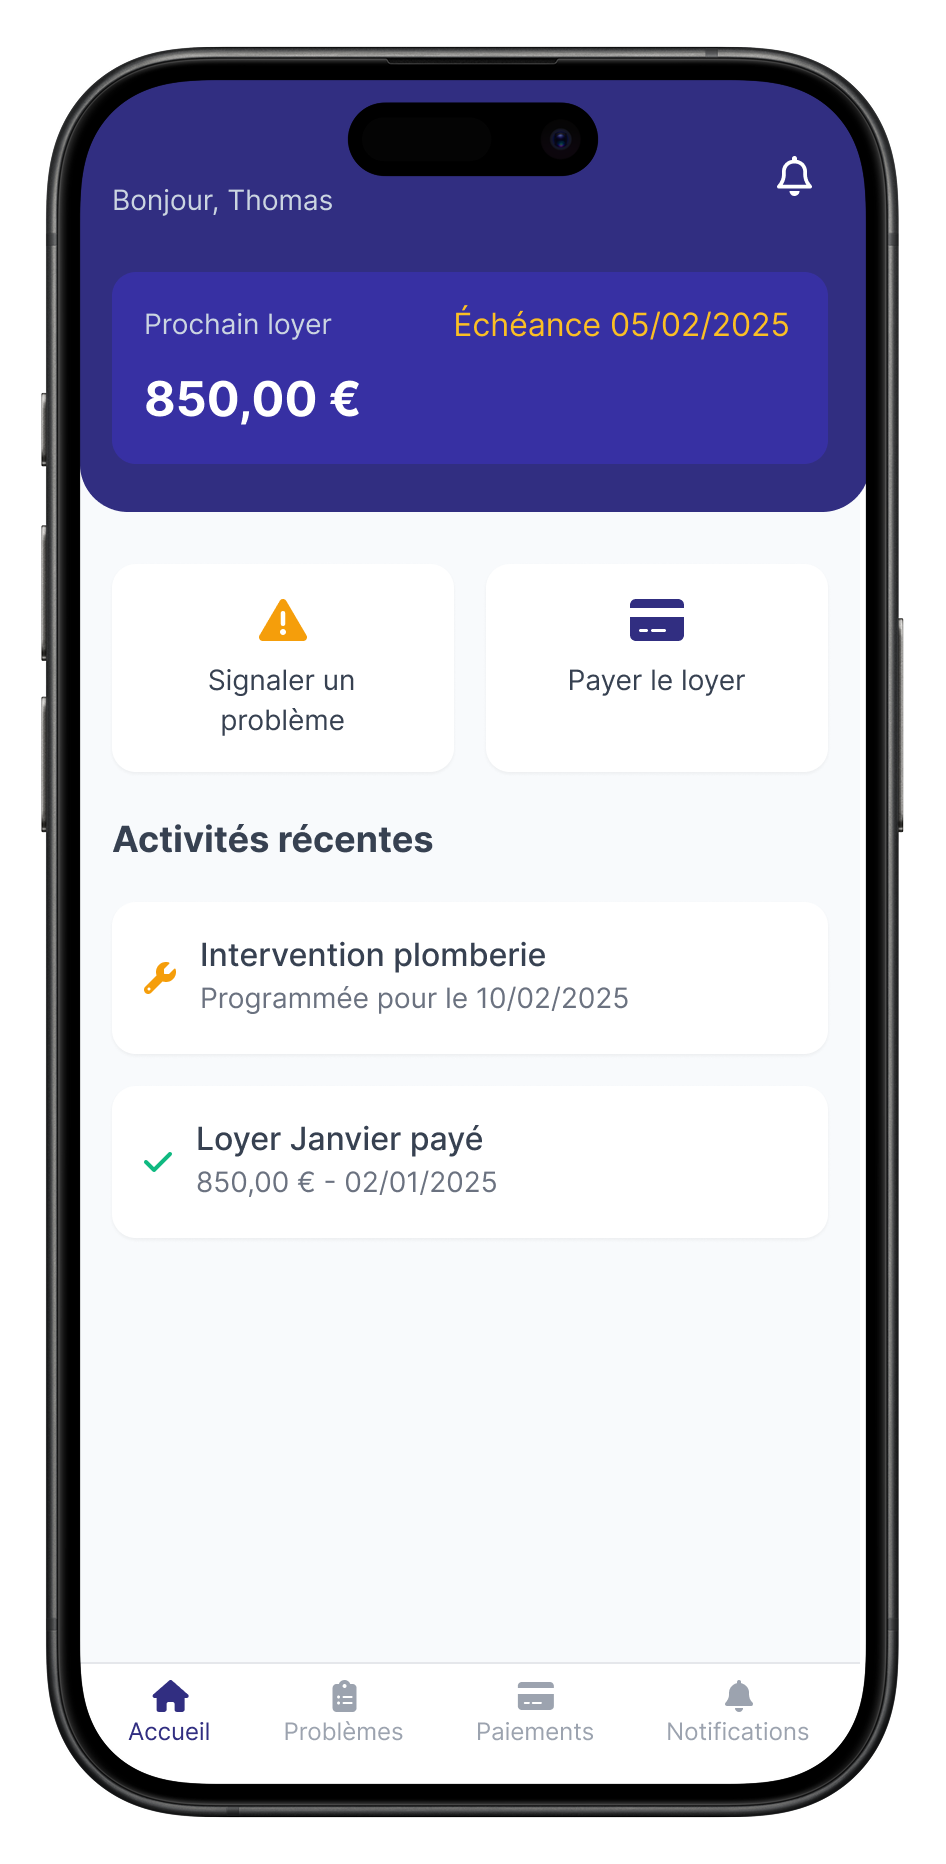 Bonjour, Thomas
Prochain loyer
Échéance 05/02/2025
850,00 €
Signaler un
problème
Payer le loyer
Activités récentes
Intervention plomberie
Programmée pour le 10/02/2025
Loyer Janvier payé
850,00 € - 02/01/2025
Accueil
Problèmes
Paiements
Notifications